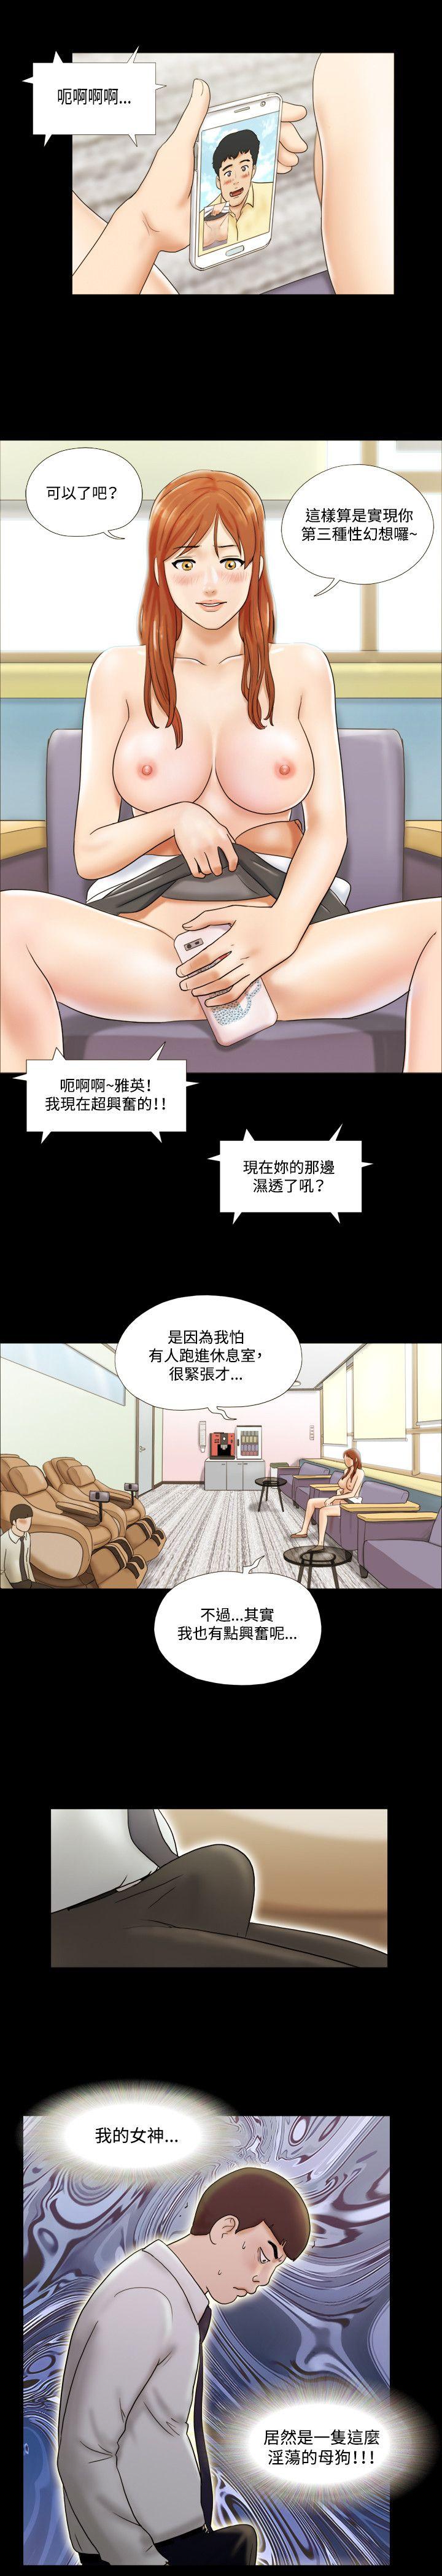 呃啊啊啊...
可以了吧?
這樣算是實現你
第三種性幻想囉~
呃啊啊~雅英!
我現在超興奮的!!
現在妳的那邊
濕透了吼?
是因為我怕
有人跑進休息室,
很緊張才...
不過...其實
我也有點興奮呢...
我的女神...
居然是一隻這麼
淫蕩的母狗!!!